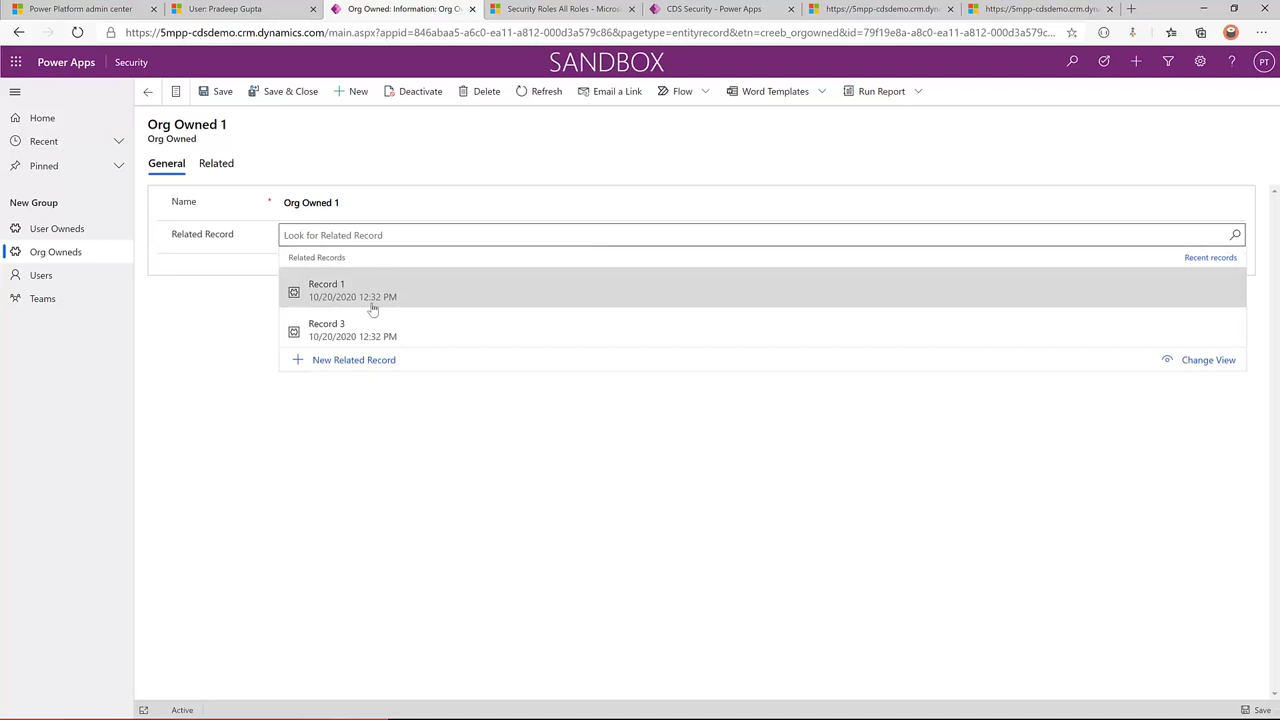 Power Platform admin center
User: Pradeep Gupta
Org Owned: Information: Org O
Security Roles All Roles - Micros
CDS Security - Power Apps
https://5mpp-cdsdemo.crm.dyn
https://5mpp-cdsdemo.crm.dyn
https://5mpp-cdsdemo.crm.dynamics.com/main.aspx?appid=846abaa5-a6c0-ea11-a812-000d3a579c86&pagetype=entityrecord&etn=creeb_orgowned&id=79f19e8a-a8c0-ea11-a812-000d3a579c...
Power Apps
Security
SANDBOX
PT
Save
Save & Close
New
Deactivate
Delete
Refresh
Email a Link
Flow
Word Templates
Run Report
Home
Recent
Pinned
New Group
User Owneds
Org Owneds
Users
Teams
Org Owned 1
Org Owned
General
Related
Name
*
Org Owned 1
Related Record
Look for Related Record
Related Records
Recent records
Record 1
10/20/2020 12:32 PM
Record 3
10/20/2020 12:32 PM
New Related Record
Change View
Active
Save